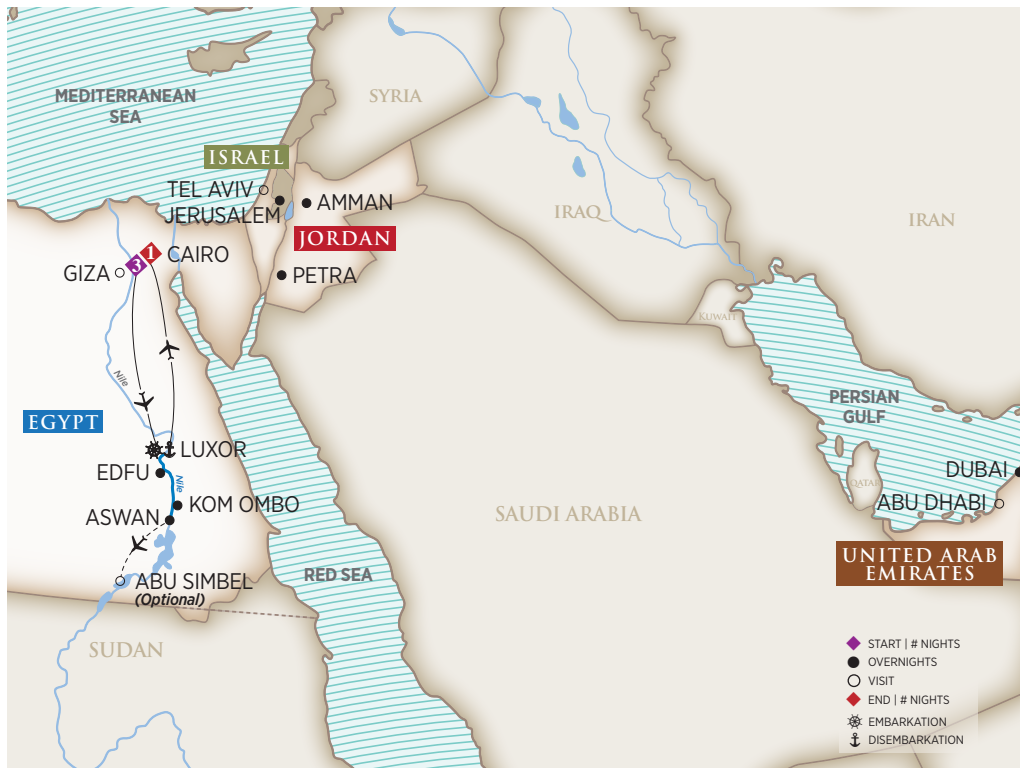 MEDITERRANEAN
SEA
SYRIA
ISRAEL
TEL AVIV
JERUSALEM
AMMAN
IRAQ
IRAN
JORDAN
1
CAIRO
3
GIZA
PETRA
KUWAIT
Nile
PERSIAN
GULF
EGYPT
LUXOR
EDFU
Nile
DUBAI
QATAR
KOM OMBO
ABU DHABI
ASWAN
SAUDI ARABIA
UNITED ARAB
EMIRATES
RED SEA
ABU SIMBEL
(Optional)
SUDAN
START | # NIGHTS
OVERNIGHTS
VISIT
END | # NIGHTS
EMBARKATION
DISEMBARKATION